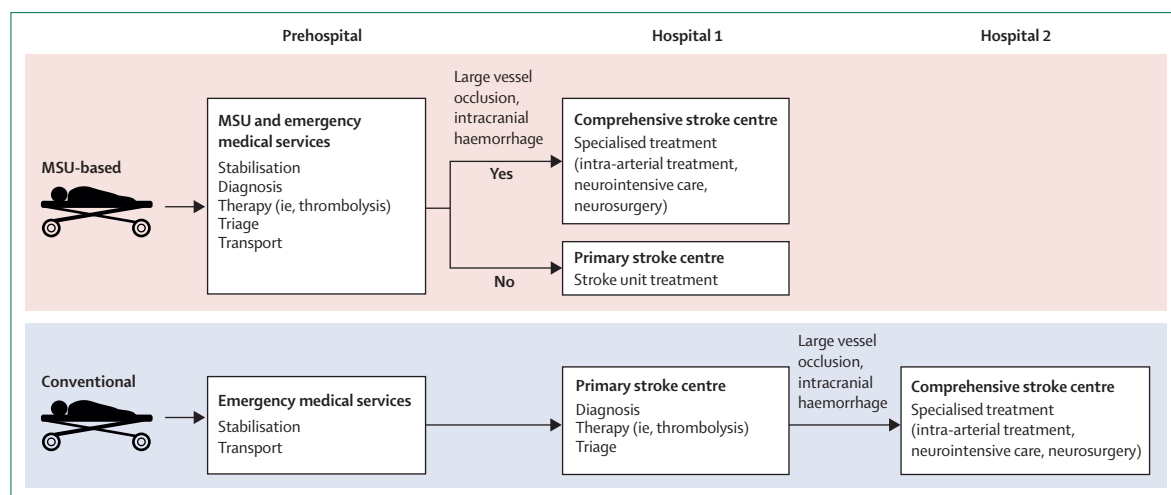 Prehospital
Hospital 1
Hospital 2
MSU-based
MSU and emergency
medical services
Stabilisation
Diagnosis
Therapy (ie, thrombolysis)
Triage
Transport
Large vessel
occlusion,
intracranial
haemorrhage
Yes
No
Comprehensive stroke centre
Specialised treatment
(intra-arterial treatment,
neurointensive care,
neurosurgery)
Primary stroke centre
Stroke unit treatment
Conventional
Emergency medical services
Stabilisation
Transport
Primary stroke centre
Diagnosis
Therapy (ie, thrombolysis)
Triage
Large vessel
occlusion,
intracranial
haemorrhage
Comprehensive stroke centre
Specialised treatment
(intra-arterial treatment,
neurointensive care, neurosurgery)